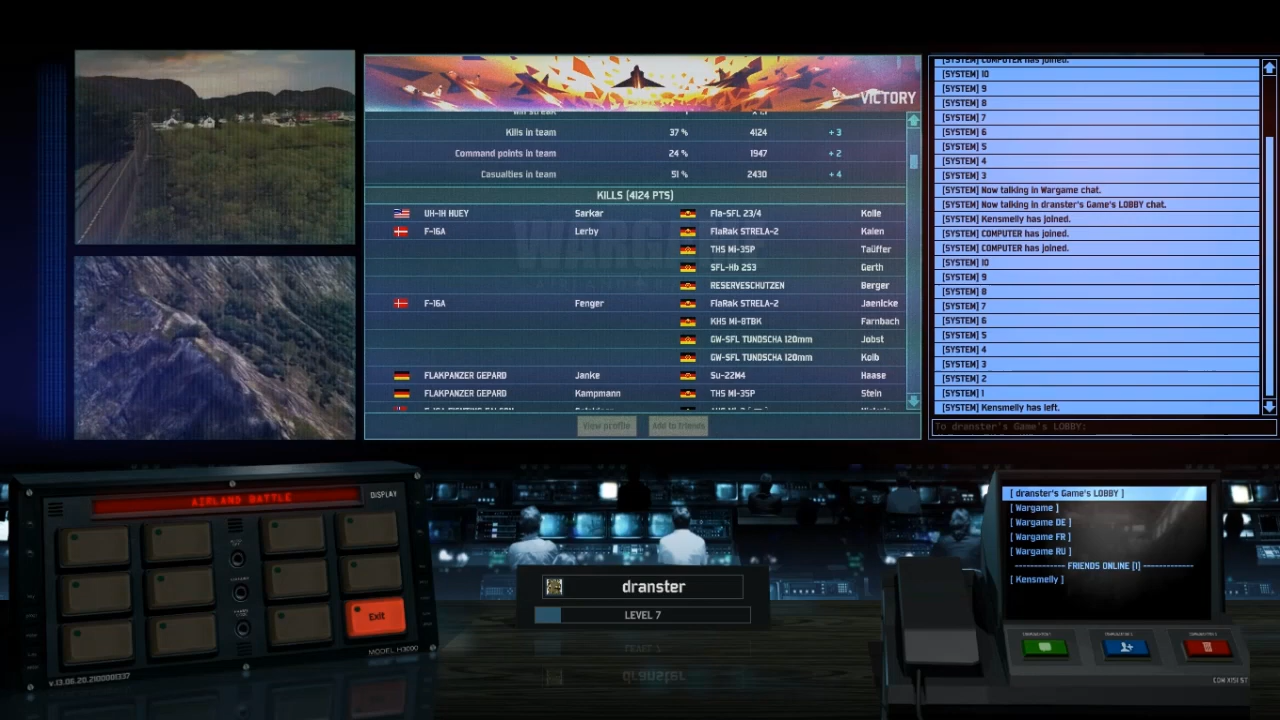 VICTORY
Kills in team 37 % 4124 + 3
Command points in team 24 % 1947 + 2
Casualties in team 51 % 2430 + 4
KILLS (4124 PTS)
UH-1H HUEY Sarkar Fla-SFL 23/4 Kolle
F-16A Lerby FlaRak STRELA-2 Kalen
THS Mi-35P Taüffer
SFL-Hb 2S3 Gerth
RESERVESCHUTZEN Berger
F-16A Fenger FlaRak STRELA-2 Jaenicke
KHS Mi-8TBK Farnbach
GW-SFL TUNDSCHA 120mm Jobst
GW-SFL TUNDSCHA 120mm Kolb
FLAKPANZER GEPARD Janke Su-22M4 Haase
FLAKPANZER GEPARD Kampmann THS Mi-35P Stein
View profile Add to friends
[SYSTEM] COMPUTER has joined.
[SYSTEM] 10
[SYSTEM] 9
[SYSTEM] 8
[SYSTEM] 7
[SYSTEM] 6
[SYSTEM] 5
[SYSTEM] 4
[SYSTEM] 3
[SYSTEM] Now talking in Wargame chat.
[SYSTEM] Now talking in dranster's Game's LOBBY chat.
[SYSTEM] Kensmelly has joined.
[SYSTEM] COMPUTER has joined.
[SYSTEM] COMPUTER has joined.
[SYSTEM] 10
[SYSTEM] 9
[SYSTEM] 8
[SYSTEM] 7
[SYSTEM] 6
[SYSTEM] 5
[SYSTEM] 4
[SYSTEM] 3
[SYSTEM] 2
[SYSTEM] 1
[SYSTEM] Kensmelly has left.
To dranster's Game's LOBBY:
AIRLAND BATTLE
DISPLAY
Exit
MODEL H3000
v.13.06.20.2100001337
dranster
LEVEL 7
[ dranster's Game's LOBBY ]
[ Wargame ]
[ Wargame DE ]
[ Wargame FR ]
[ Wargame RU ]
------------- FRIENDS ONLINE [1] -------------
[ Kensmelly ]